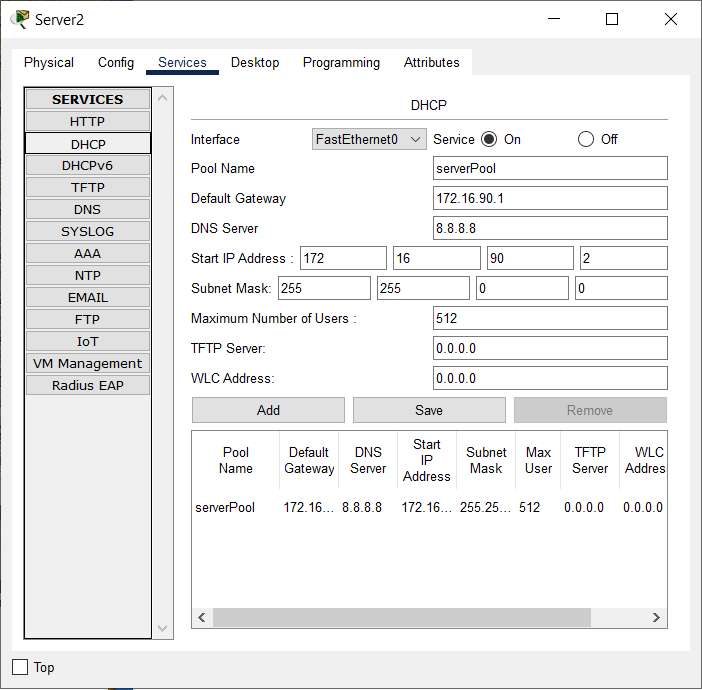 Server2
Physical Config Services Desktop Programming Attributes
SERVICES
HTTP
DHCP
DHCPv6
TFTP
DNS
SYSLOG
AAA
NTP
EMAIL
FTP
IoT
VM Management
Radius EAP
DHCP
Interface FastEthernet0 Service On Off
Pool Name serverPool
Default Gateway 172.16.90.1
DNS Server 8.8.8.8
Start IP Address : 172 16 90 2
Subnet Mask: 255 255 0 0
Maximum Number of Users : 512
TFTP Server: 0.0.0.0
WLC Address: 0.0.0.0
Add Save Remove
Pool Name Default Gateway DNS Server Start IP Address Subnet Mask Max User TFTP Server WLC Addres
serverPool 172.16... 8.8.8.8 172.16... 255.25... 512 0.0.0.0 0.0.0.0
Top